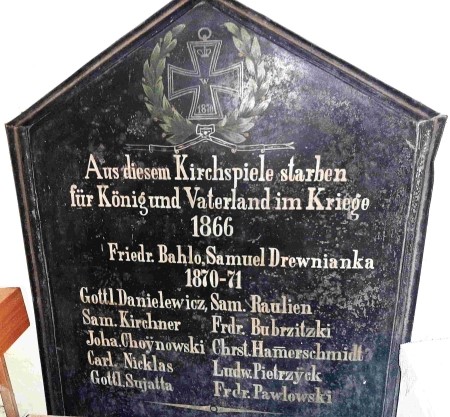 W
1870
Aus diesem Kirchspiele starben
für König und Vaterland im Kriege
1866
Friedr. Bahlo, Samuel Drewnianka
1870-71
Gottl. Danielewicz, Sam. Raulien
Sam. Kirchner Frdr. Bubrzitzki
Joha. Choynowski Chrst. Hamerschmidt
Carl Nicklas Ludw. Pietrzyck
Gottl. Sujatta Frdr. Pawlowski